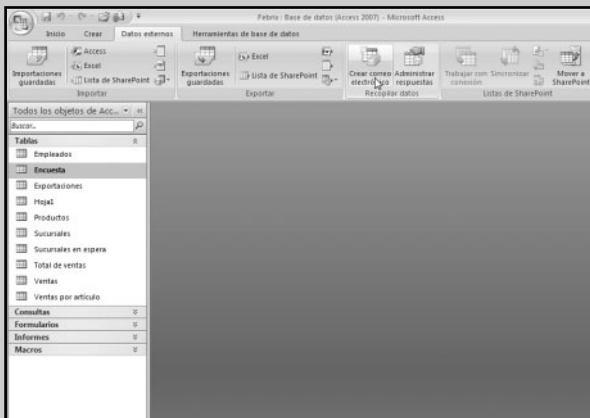 Febrix : Base de datos (Access 2007) - Microsoft Access
Inicio Crear Datos externos Herramientas de base de datos
Importaciones guardadas
Access
Excel
Lista de SharePoint
Importar
Exportaciones guardadas
Excel
Lista de SharePoint
Exportar
Crear correo electrónico
Administrar respuestas
Recopilar datos
Trabajar con conexión
Sincronizar
Mover a SharePoint
Listas de SharePoint
Todos los objetos de Acc...
Buscar...
Tablas
Empleados
Encuesta
Exportaciones
Hoja1
Productos
Sucursales
Sucursales en espera
Total de ventas
Ventas
Ventas por artículo
Consultas
Formularios
Informes
Macros